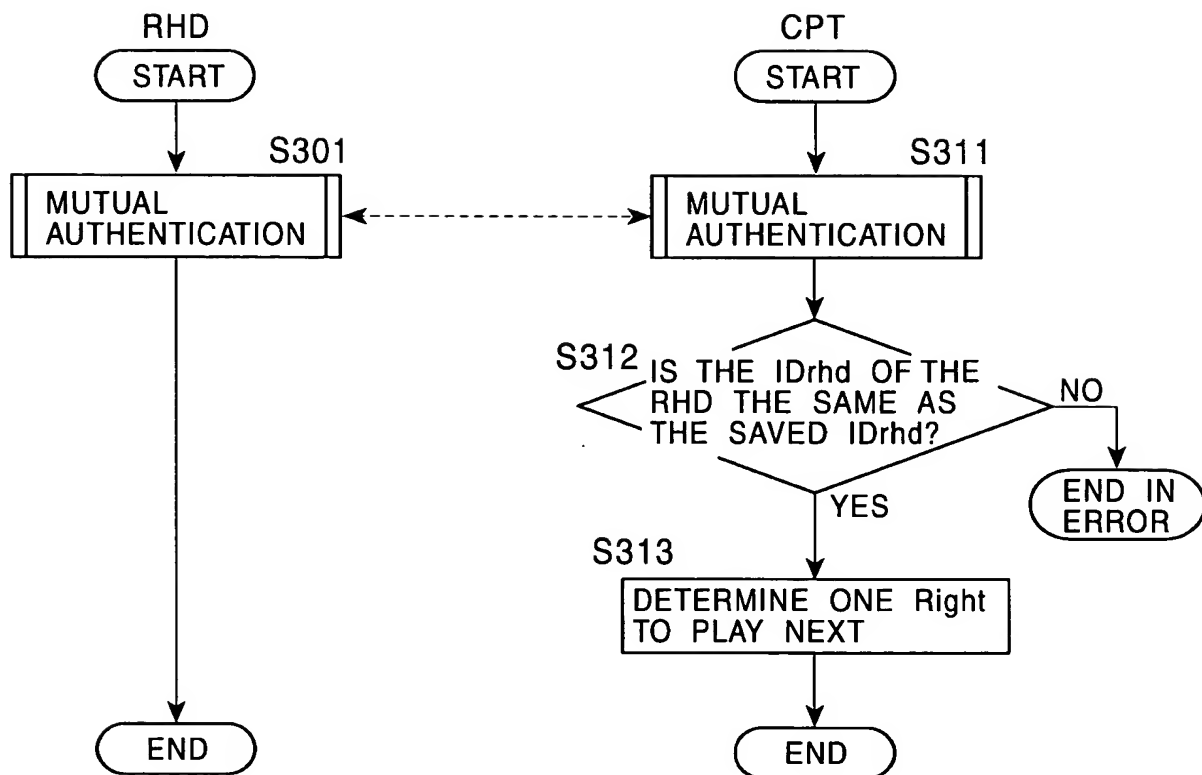 RHD
START
S301
MUTUAL
AUTHENTICATION
END
CPT
START
S311
MUTUAL
AUTHENTICATION
S312
IS THE IDrhd OF THE
RHD THE SAME AS
THE SAVED IDrhd?
NO
END IN
ERROR
YES
S313
DETERMINE ONE Right
TO PLAY NEXT
END